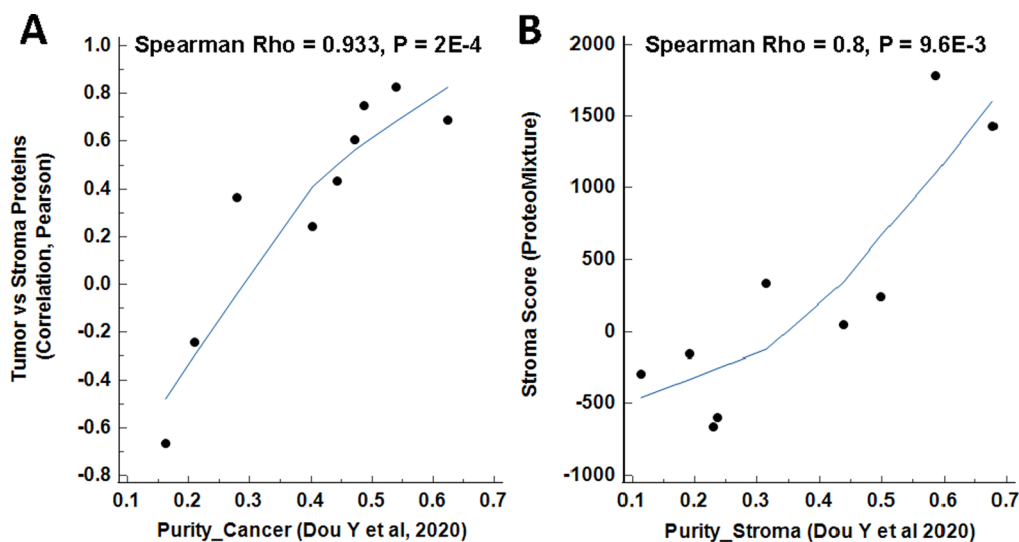 A
Spearman Rho = 0.933, P = 2E-4
1.0
0.8
0.6
0.4
0.2
0.0
-0.2
-0.4
-0.6
-0.8
Tumor vs Stroma Proteins
(Correlation, Pearson)
0.1 0.2 0.3 0.4 0.5 0.6 0.7
Purity_Cancer (Dou Y et al, 2020)
B
Spearman Rho = 0.8, P = 9.6E-3
2000
1500
1000
500
0
-500
-1000
Stroma Score (ProteoMixture)
0.1 0.2 0.3 0.4 0.5 0.6 0.7
Purity_Stroma (Dou Y et al 2020)